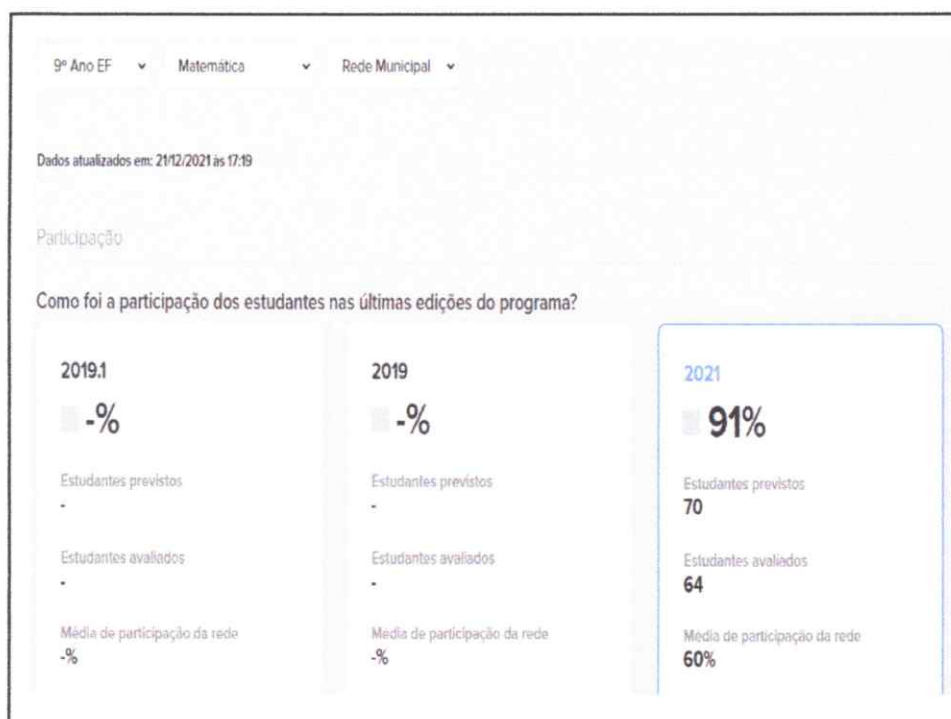 9º Ano EF Matemática Rede Municipal
Dados atualizados em: 21/12/2021 às 17:19
Participação
Como foi a participação dos estudantes nas últimas edições do programa?
2019.1
-%
Estudantes previstos
-
Estudantes avaliados
-
Média de participação da rede
-%
2019
-%
Estudantes previstos
-
Estudantes avaliados
-
Média de participação da rede
-%
2021
91%
Estudantes previstos
70
Estudantes avaliados
64
Média de participação da rede
60%